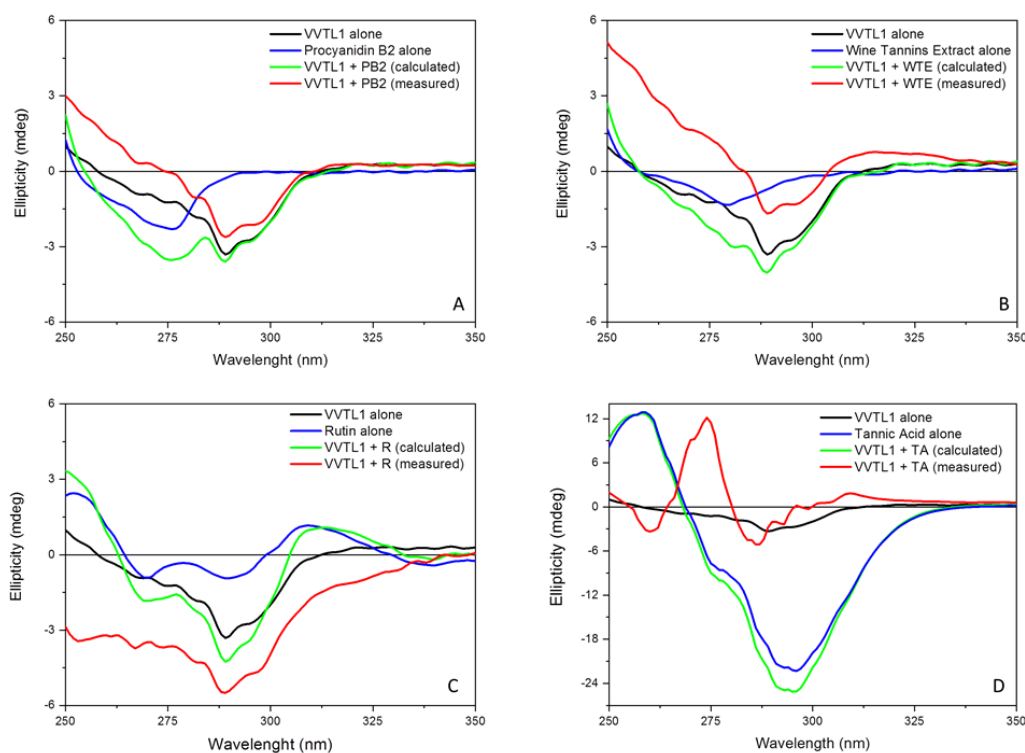 VVTL1 alone
Procyanidin B2 alone
VVTL1 + PB2 (calculated)
VVTL1 + PB2 (measured)
6
3
0
-3
-6
Ellipticity (mdeg)
250
275
300
325
350
Wavelenght (nm)
A
VVTL1 alone
Wine Tannins Extract alone
VVTL1 + WTE (calculated)
VVTL1 + WTE (measured)
6
3
0
-3
-6
Ellipticity (mdeg)
250
275
300
325
350
Wavelenght (nm)
B
VVTL1 alone
Rutin alone
VVTL1 + R (calculated)
VVTL1 + R (measured)
6
3
0
-3
-6
Ellipticity (mdeg)
250
275
300
325
350
Wavelenght (nm)
C
VVTL1 alone
Tannic Acid alone
VVTL1 + TA (calculated)
VVTL1 + TA (measured)
12
6
0
-6
-12
-18
-24
Ellipticity (mdeg)
250
275
300
325
350
Wavelength (nm)
D